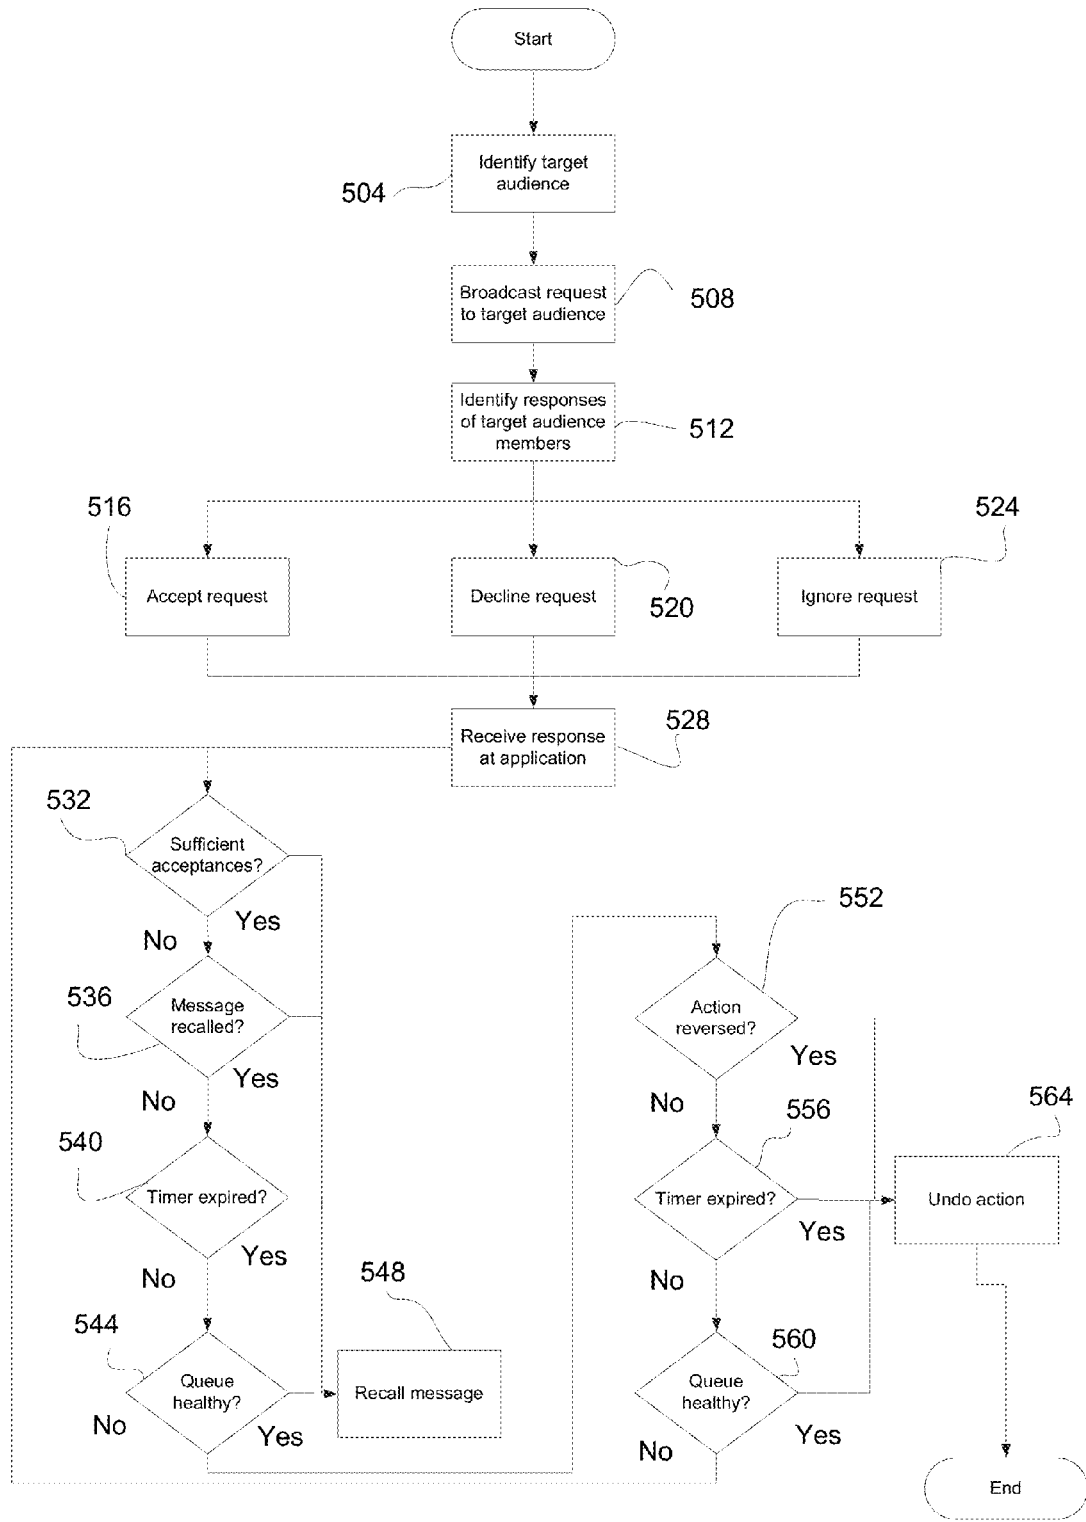 Start
Identify target
audience
504
Broadcast request
to target audience
508
Identify responses
of target audience
members
512
516
524
Accept request
Decline request
520
Ignore request
Receive response
at application
528
532
Sufficient
acceptances?
Yes
No
536
Message
recalled?
Yes
No
540
Timer expired?
Yes
No
544
Queue
healthy?
No
Yes
548
Recall message
552
Action
reversed?
Yes
No
556
Timer expired?
Yes
No
560
Queue
healthy?
Yes
No
564
Undo action
End